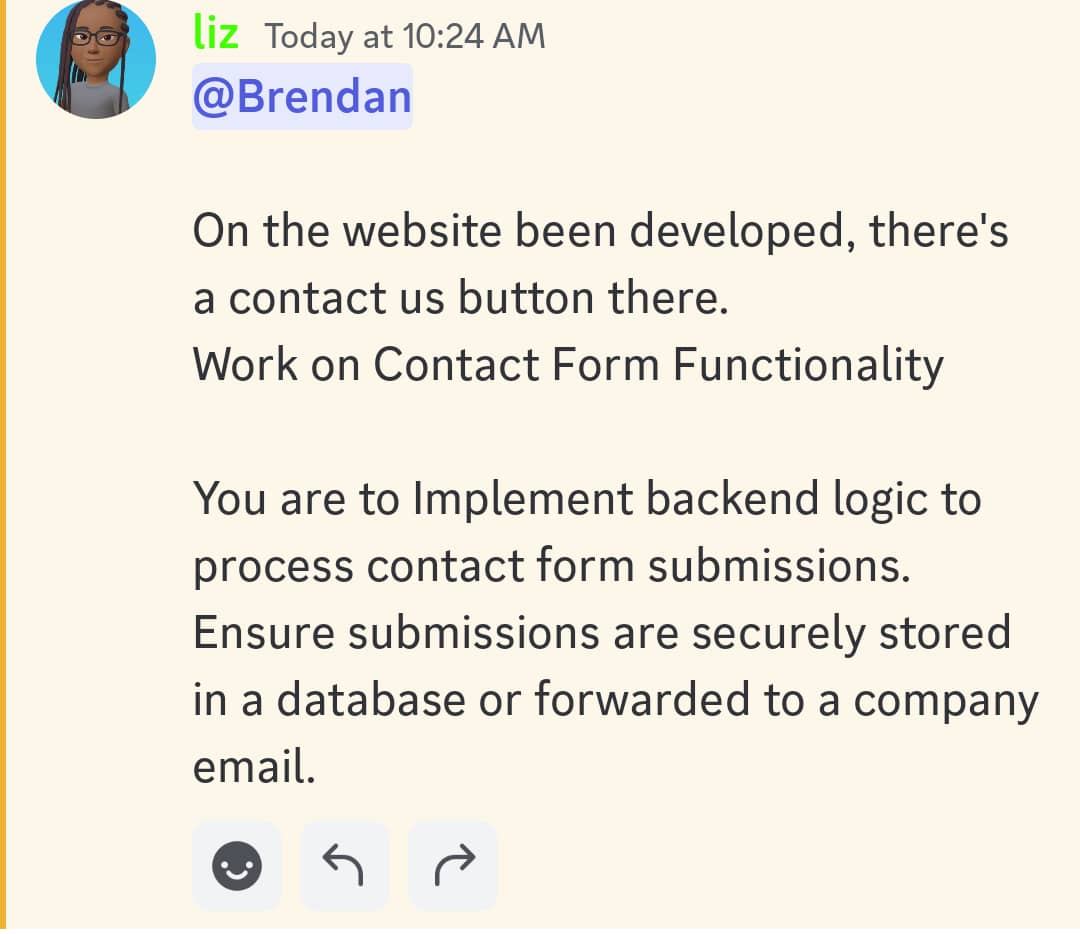 liz Today at 10:24 AM
@Brendan
On the website been developed, there's
a contact us button there.
Work on Contact Form Functionality
You are to Implement backend logic to
process contact form submissions.
Ensure submissions are securely stored
in a database or forwarded to a company
email.